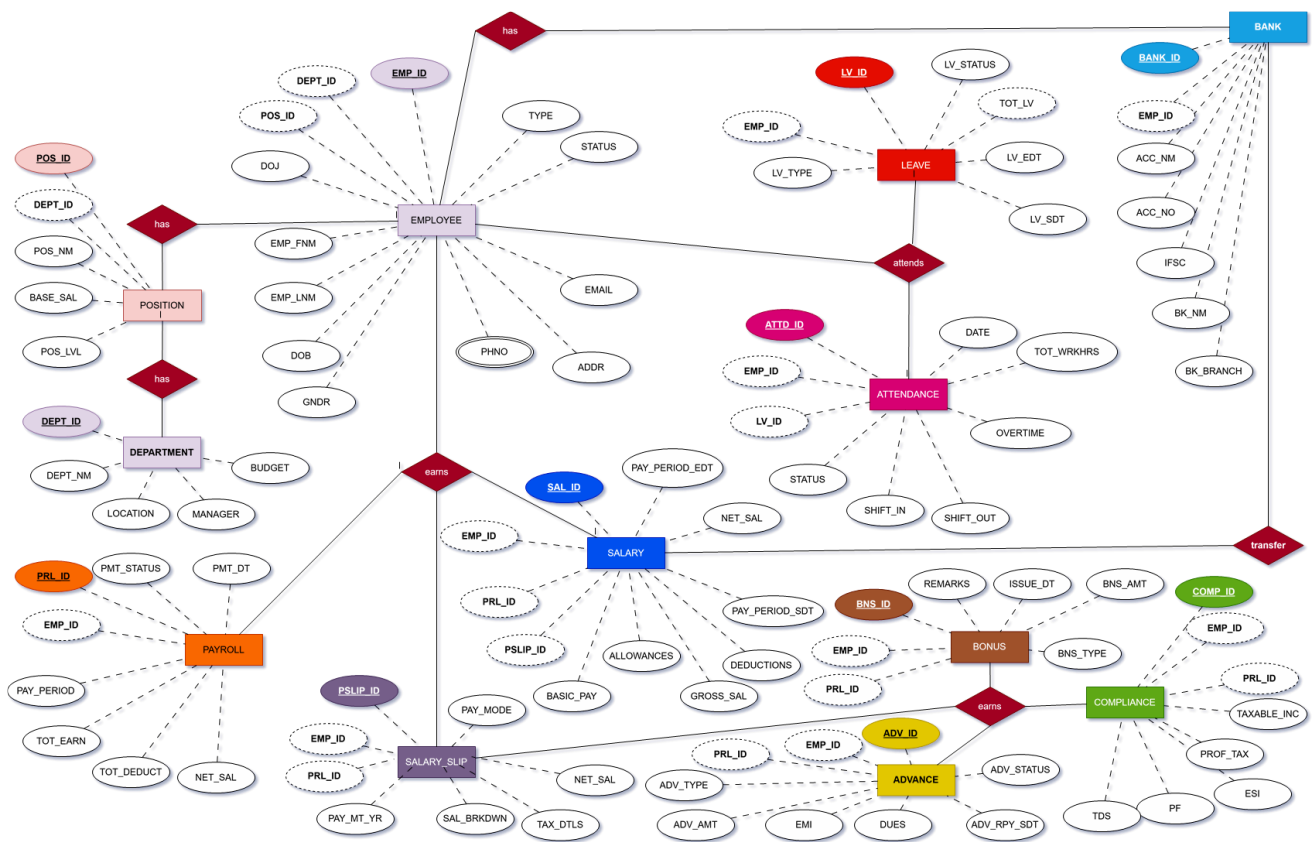 has
BANK
BANK_ID
EMP_ID
ACC_NM
ACC_NO
IFSC
BK_NM
BK_BRANCH
DEPT_ID
EMP_ID
POS_ID
DOJ
TYPE
STATUS
EMPLOYEE
EMP_FNM
EMP_LNM
DOB
GNDR
PHNO
ADDR
EMAIL
LV_ID
LV_STATUS
TOT_LV
EMP_ID
LV_TYPE
LEAVE
LV_EDT
LV_SDT
attends
POS_ID
DEPT_ID
POS_NM
BASE_SAL
POS_LVL
has
POSITION
has
DEPT_ID
DEPT_NM
DEPARTMENT
BUDGET
LOCATION
MANAGER
ATTD_ID
DATE
TOT_WRKHRS
EMP_ID
ATTENDANCE
LV_ID
OVERTIME
STATUS
SHIFT_IN
SHIFT_OUT
earns
SAL_ID
PAY_PERIOD_EDT
NET_SAL
EMP_ID
SALARY
PRL_ID
PSLIP_ID
BASIC_PAY
ALLOWANCES
GROSS_SAL
DEDUCTIONS
PAY_PERIOD_SDT
transfer
PRL_ID
PMT_STATUS
PMT_DT
EMP_ID
PAYROLL
PAY_PERIOD
TOT_EARN
TOT_DEDUCT
NET_SAL
BNS_ID
REMARKS
ISSUE_DT
BNS_AMT
EMP_ID
BONUS
BNS_TYPE
PRL_ID
earns
COMP_ID
EMP_ID
PRL_ID
COMPLIANCE
TAXABLE_INC
PROF_TAX
ESI
PF
TDS
PSLIP_ID
PAY_MODE
EMP_ID
PRL_ID
SALARY_SLIP
NET_SAL
PAY_MT_YR
SAL_BRKDWN
TAX_DTLS
ADV_ID
EMP_ID
PRL_ID
ADV_TYPE
ADVANCE
ADV_STATUS
ADV_AMT
EMI
DUES
ADV_RPY_SDT